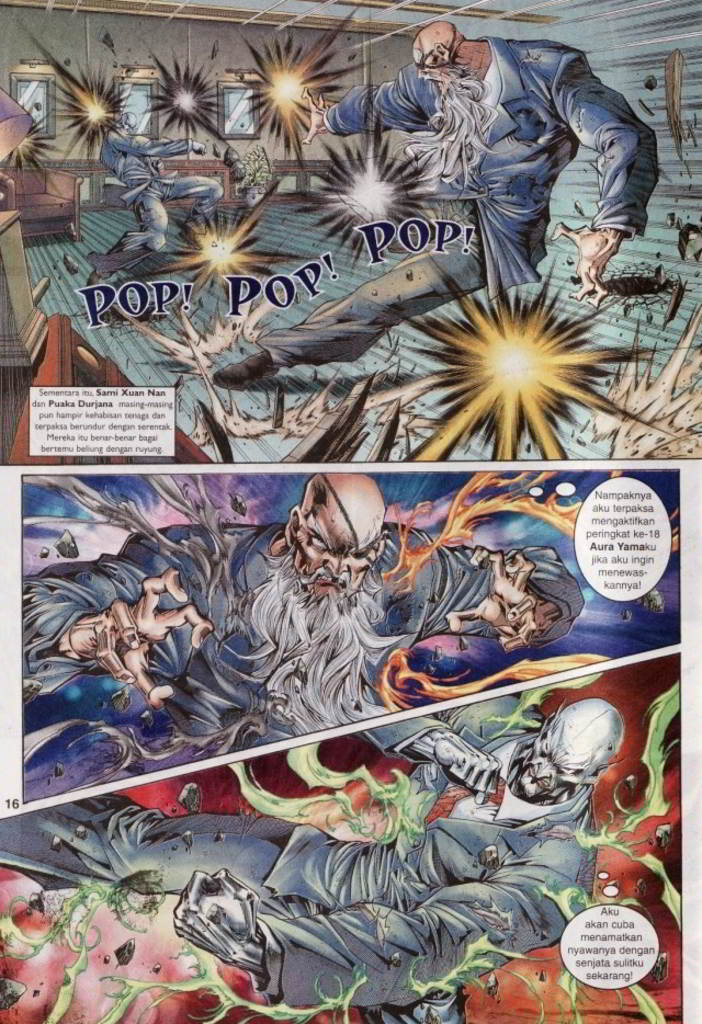 POP! POP! POP!
Sementara itu, Sami Xuan Nan
dan Puaka Durjana masing-masing
pun hampir kehabisan tenaga dan
terpaksa berundur dengan serentak.
Mereka itu benar-benar bagai
bertemu beliung dengan ruyung.
Nampaknya
aku terpaksa
mengaktifkan
peringkat ke-18
Aura Yamaku
jika aku ingin
menewas-
kannya!
16
Aku
akan cuba
menamatkan
nyawanya dengan
senjata sulitku
sekarang!